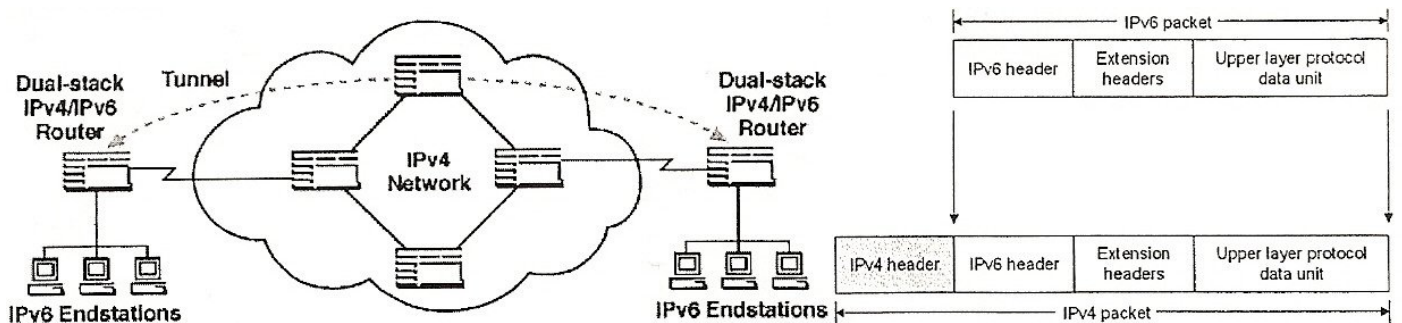 Dual-stack
IPv4/IPv6
Router
Tunnel
IPv4
Network
Dual-stack
IPv4/IPv6
Router
IPv6 Endstations
IPv6 Endstations
IPv6 packet
IPv6 header
Extension
headers
Upper layer protocol
data unit
IPv4 header
IPv6 header
Extension
headers
Upper layer protocol
data unit
IPv4 packet